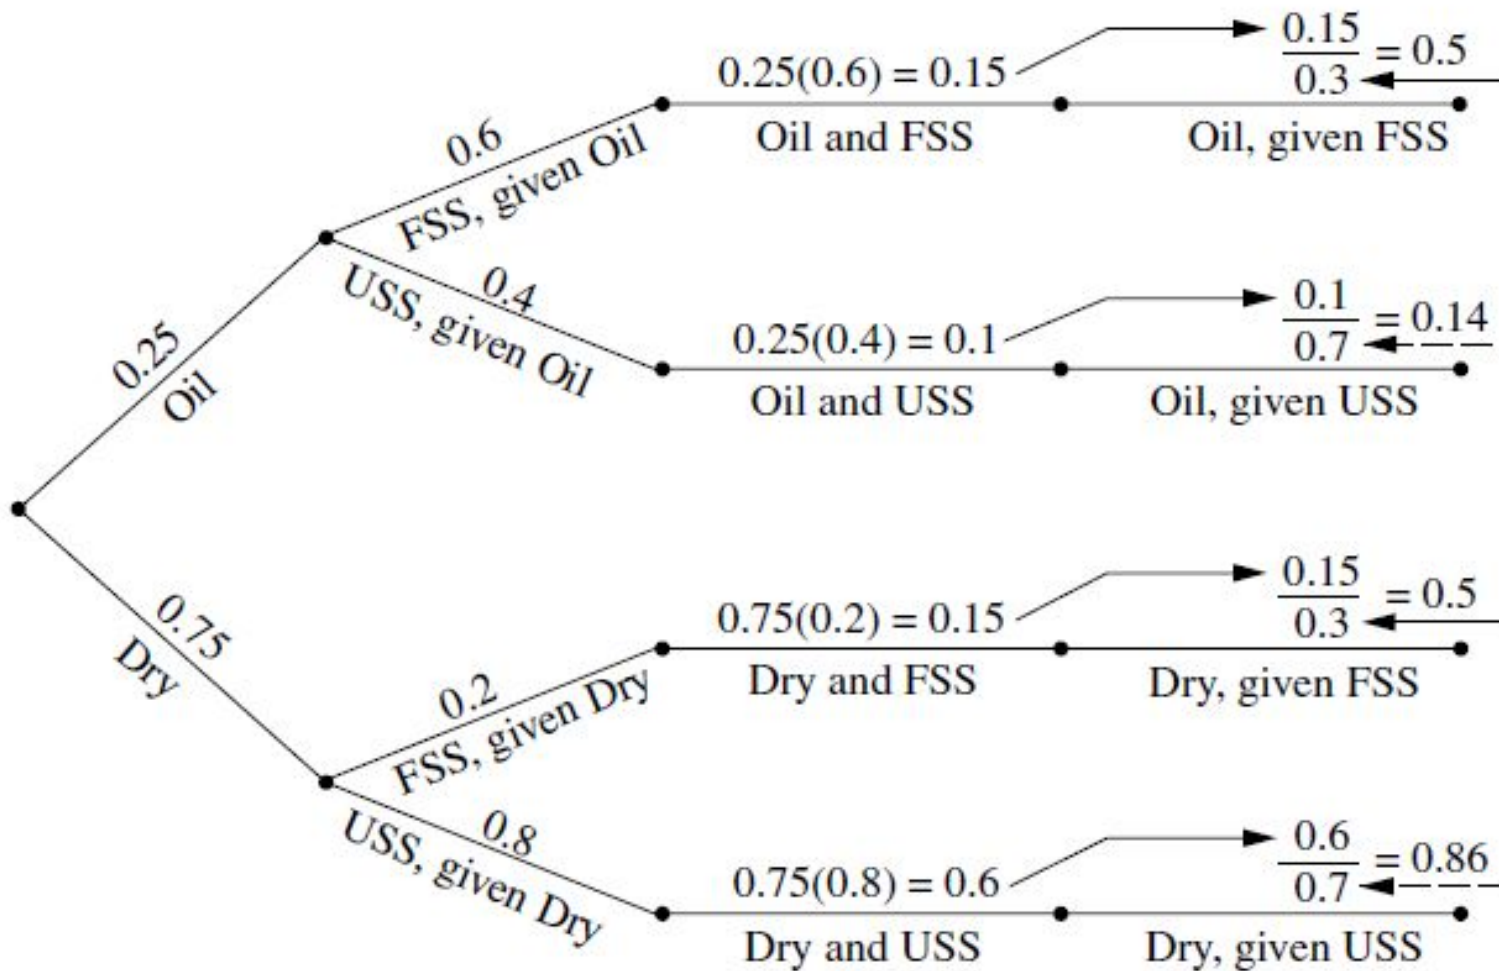 0.25
Oil
0.75
Dry
0.6
FSS, given Oil
0.4
USS, given Oil
0.2
FSS, given Dry
0.8
USS, given Dry
0.25(0.6) = 0.15
Oil and FSS
0.15
0.3
= 0.5
Oil, given FSS
0.25(0.4) = 0.1
Oil and USS
0.1
0.7
= 0.14
Oil, given USS
0.75(0.2) = 0.15
Dry and FSS
0.15
0.3
= 0.5
Dry, given FSS
0.75(0.8) = 0.6
Dry and USS
0.6
0.7
= 0.86
Dry, given USS